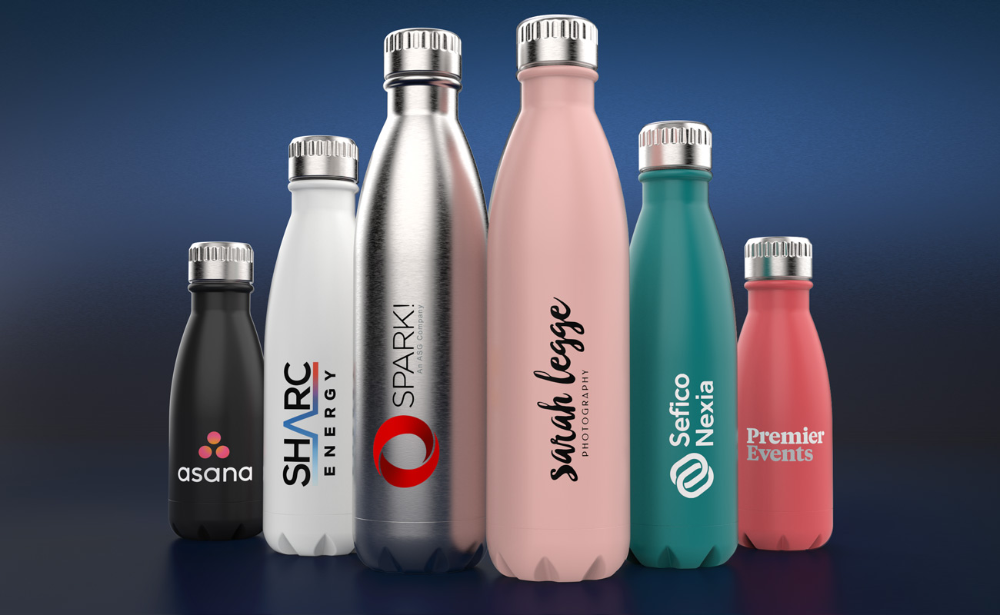 asana
SHARC
ENERGY
SPARK!
An ASG Company
sarah legge
PHOTOGRAPHY
Sefico
Nexia
Premier
Events